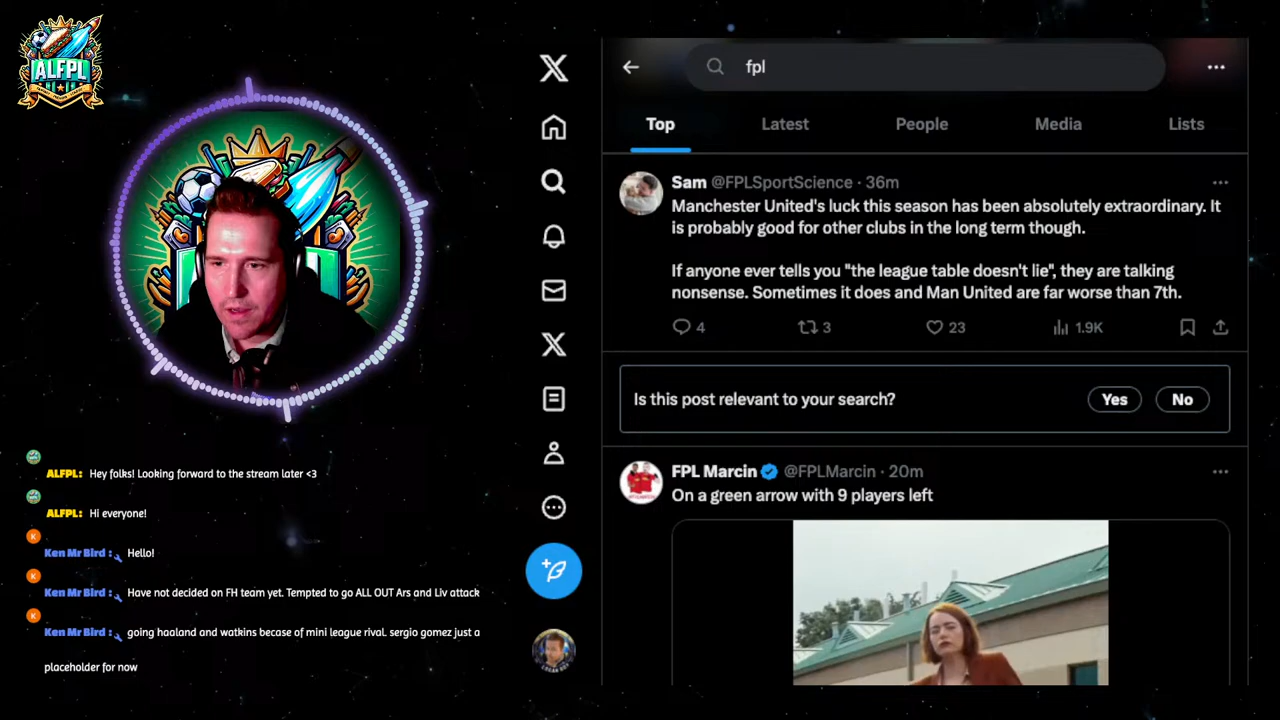 ALFPL
ALFPL: Hey folks! Looking forward to the stream later <3
ALFPL: Hi everyone!
K
Ken Mr Bird : Hello!
K
Ken Mr Bird : Have not decided on FH team yet. Tempted to go ALL OUT Ars and Liv attack
K
Ken Mr Bird : going haaland and watkins becase of mini league rival. sergio gomez just a
placeholder for now
fpl
Top Latest People Media Lists
Sam @FPLSportScience · 36m
Manchester United's luck this season has been absolutely extraordinary. It
is probably good for other clubs in the long term though.
If anyone ever tells you "the league table doesn't lie", they are talking
nonsense. Sometimes it does and Man United are far worse than 7th.
4 3 23 1.9K
Is this post relevant to your search? Yes No
FPL Marcin @FPLMarcin · 20m
On a green arrow with 9 players left